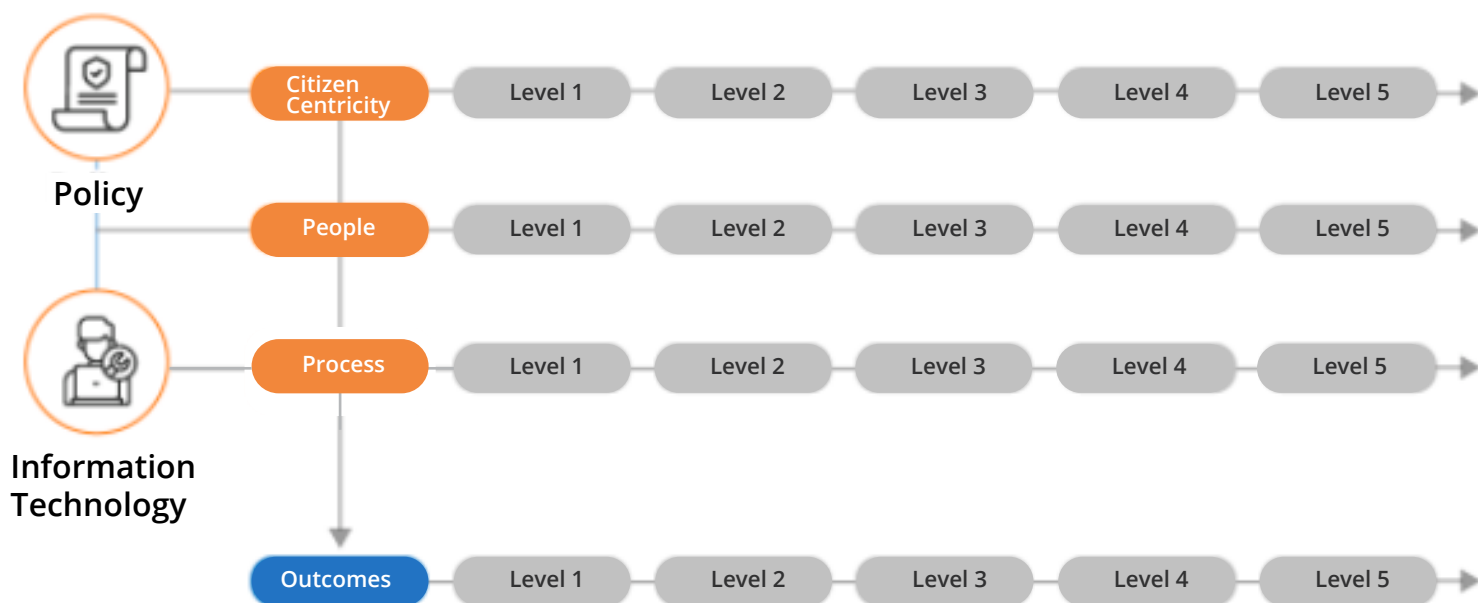 Citizen
Centricity
Level 1
Level 2
Level 3
Level 4
Level 5
Policy
People
Level 1
Level 2
Level 3
Level 4
Level 5
Process
Level 1
Level 2
Level 3
Level 4
Level 5
Information
Technology
Outcomes
Level 1
Level 2
Level 3
Level 4
Level 5